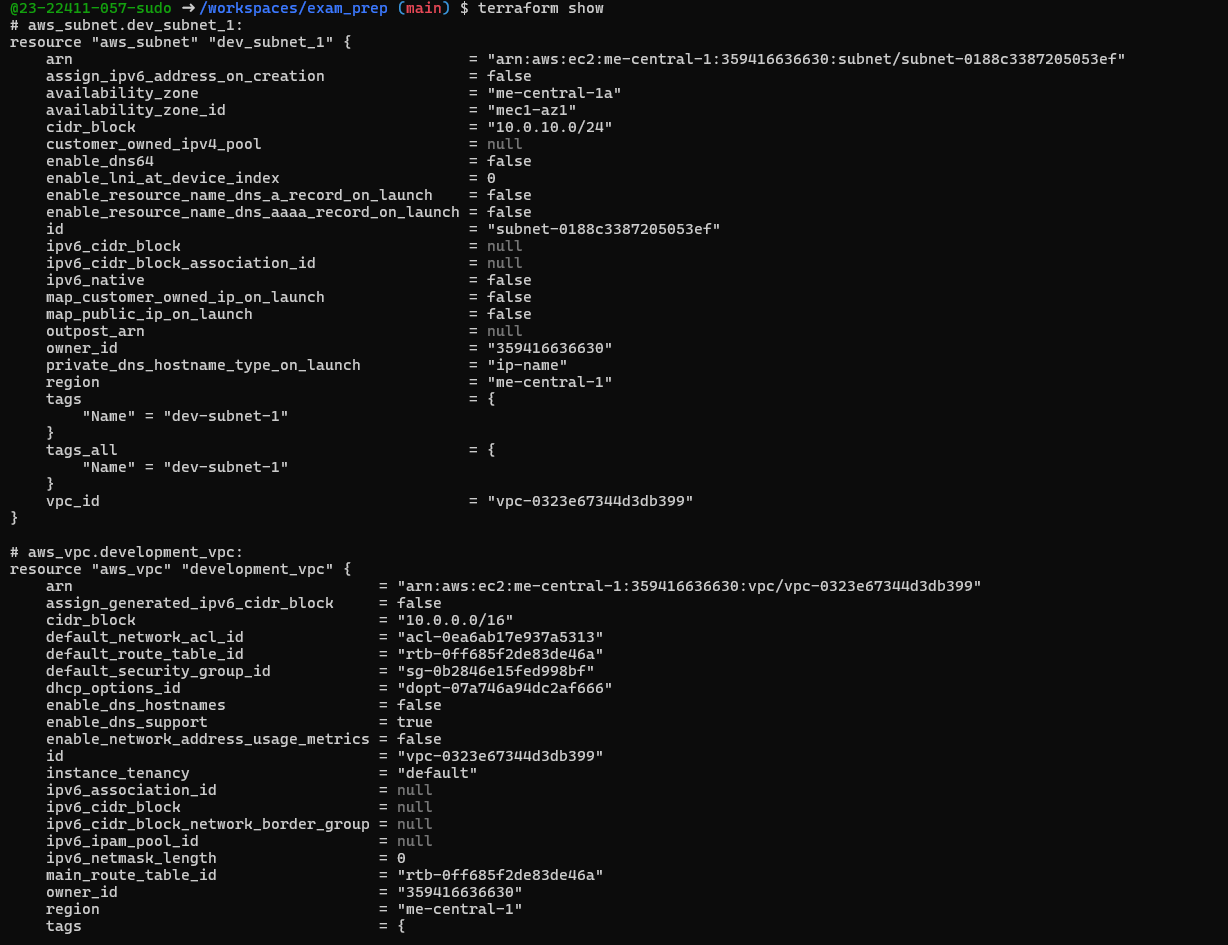 @23-22411-057-sudo ➜ /workspaces/exam_prep (main) $ terraform show
# aws_subnet.dev_subnet_1:
resource "aws_subnet" "dev_subnet_1" {
    arn                                            = "arn:aws:ec2:me-central-1:359416636630:subnet/subnet-0188c3387205053ef"
    assign_ipv6_address_on_creation                = false
    availability_zone                              = "me-central-1a"
    availability_zone_id                           = "mec1-az1"
    cidr_block                                     = "10.0.10.0/24"
    customer_owned_ipv4_pool                       = null
    enable_dns64                                   = false
    enable_lni_at_device_index                     = 0
    enable_resource_name_dns_a_record_on_launch    = false
    enable_resource_name_dns_aaaa_record_on_launch = false
    id                                             = "subnet-0188c3387205053ef"
    ipv6_cidr_block                                = null
    ipv6_cidr_block_association_id                 = null
    ipv6_native                                    = false
    map_customer_owned_ip_on_launch                = false
    map_public_ip_on_launch                        = false
    outpost_arn                                    = null
    owner_id                                       = "359416636630"
    private_dns_hostname_type_on_launch            = "ip-name"
    region                                         = "me-central-1"
    tags                                           = {
        "Name" = "dev-subnet-1"
    }
    tags_all                                       = {
        "Name" = "dev-subnet-1"
    }
    vpc_id                                         = "vpc-0323e67344d3db399"
}

# aws_vpc.development_vpc:
resource "aws_vpc" "development_vpc" {
    arn                                  = "arn:aws:ec2:me-central-1:359416636630:vpc/vpc-0323e67344d3db399"
    assign_generated_ipv6_cidr_block     = false
    cidr_block                           = "10.0.0.0/16"
    default_network_acl_id               = "acl-0ea6ab17e937a5313"
    default_route_table_id               = "rtb-0ff685f2de83de46a"
    default_security_group_id            = "sg-0b2846e15fed998bf"
    dhcp_options_id                      = "dopt-07a746a94dc2af666"
    enable_dns_hostnames                 = false
    enable_dns_support                   = true
    enable_network_address_usage_metrics = false
    id                                   = "vpc-0323e67344d3db399"
    instance_tenancy                     = "default"
    ipv6_association_id                  = null
    ipv6_cidr_block                      = null
    ipv6_cidr_block_network_border_group = null
    ipv6_ipam_pool_id                    = null
    ipv6_netmask_length                  = 0
    main_route_table_id                  = "rtb-0ff685f2de83de46a"
    owner_id                             = "359416636630"
    region                               = "me-central-1"
    tags                                 = {